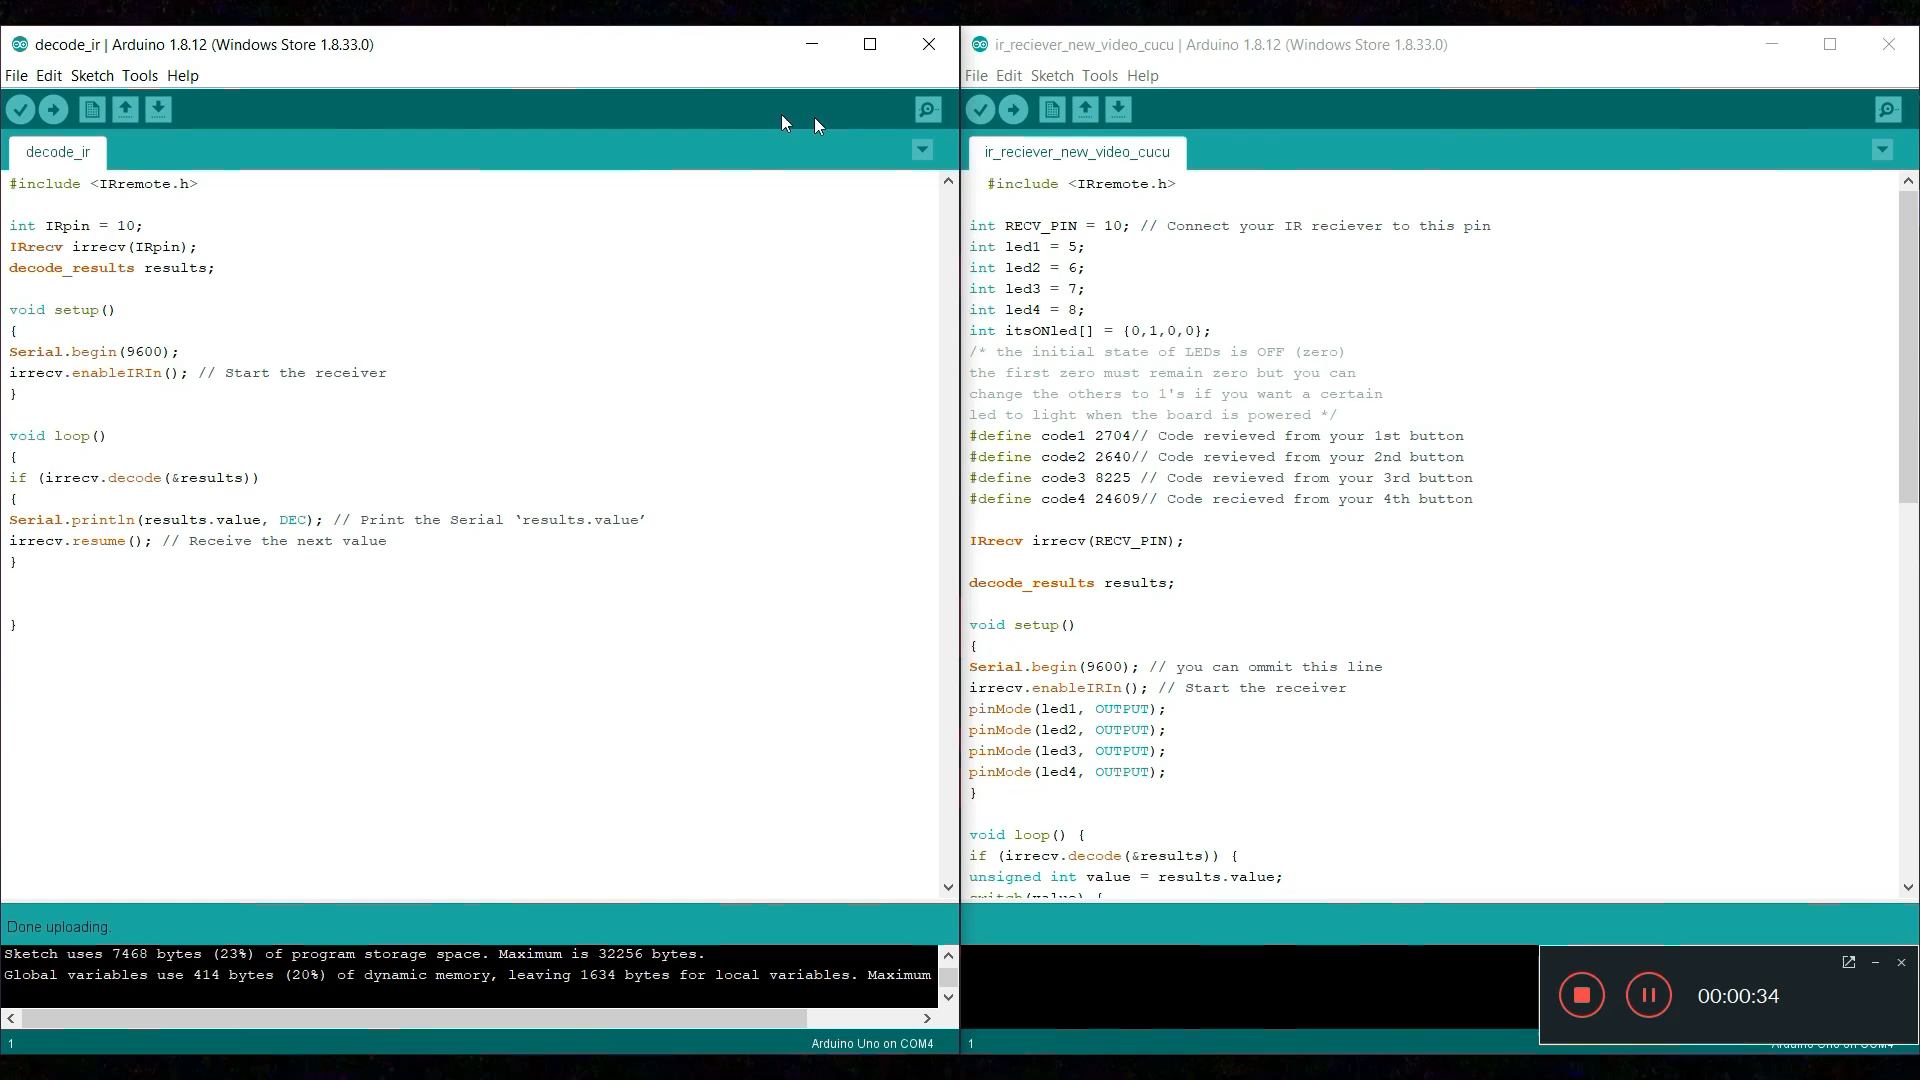 decode_ir | Arduino 1.8.12 (Windows Store 1.8.33.0)
File Edit Sketch Tools Help
decode_ir
#include <IRremote.h>
int IRpin = 10;
IRrecv irrecv(IRpin);
decode_results results;
void setup()
{
Serial.begin(9600);
irrecv.enableIRIn(); // Start the receiver
}
void loop()
{
if (irrecv.decode(&results))
{
Serial.println(results.value, DEC); // Print the Serial ‘results.value’
irrecv.resume(); // Receive the next value
}
}
Done uploading.
Sketch uses 7468 bytes (23%) of program storage space. Maximum is 32256 bytes.
Global variables use 414 bytes (20%) of dynamic memory, leaving 1634 bytes for local variables. Maximum
1
Arduino Uno on COM4
ir_reciever_new_video_cucu | Arduino 1.8.12 (Windows Store 1.8.33.0)
File Edit Sketch Tools Help
ir_reciever_new_video_cucu
#include <IRremote.h>
int RECV_PIN = 10; // Connect your IR reciever to this pin
int led1 = 5;
int led2 = 6;
int led3 = 7;
int led4 = 8;
int itsONled[] = {0,1,0,0};
/* the initial state of LEDs is OFF (zero)
the first zero must remain zero but you can
change the others to 1's if you want a certain
led to light when the board is powered */
#define code1 2704// Code revieved from your 1st button
#define code2 2640// Code revieved from your 2nd button
#define code3 8225 // Code revieved from your 3rd button
#define code4 24609// Code recieved from your 4th button
IRrecv irrecv(RECV_PIN);
decode_results results;
void setup()
{
Serial.begin(9600); // you can ommit this line
irrecv.enableIRIn(); // Start the receiver
pinMode(led1, OUTPUT);
pinMode(led2, OUTPUT);
pinMode(led3, OUTPUT);
pinMode(led4, OUTPUT);
}
void loop() {
if (irrecv.decode(&results)) {
unsigned int value = results.value;
switch(value) {
00:00:34
1
Arduino Uno on COM4